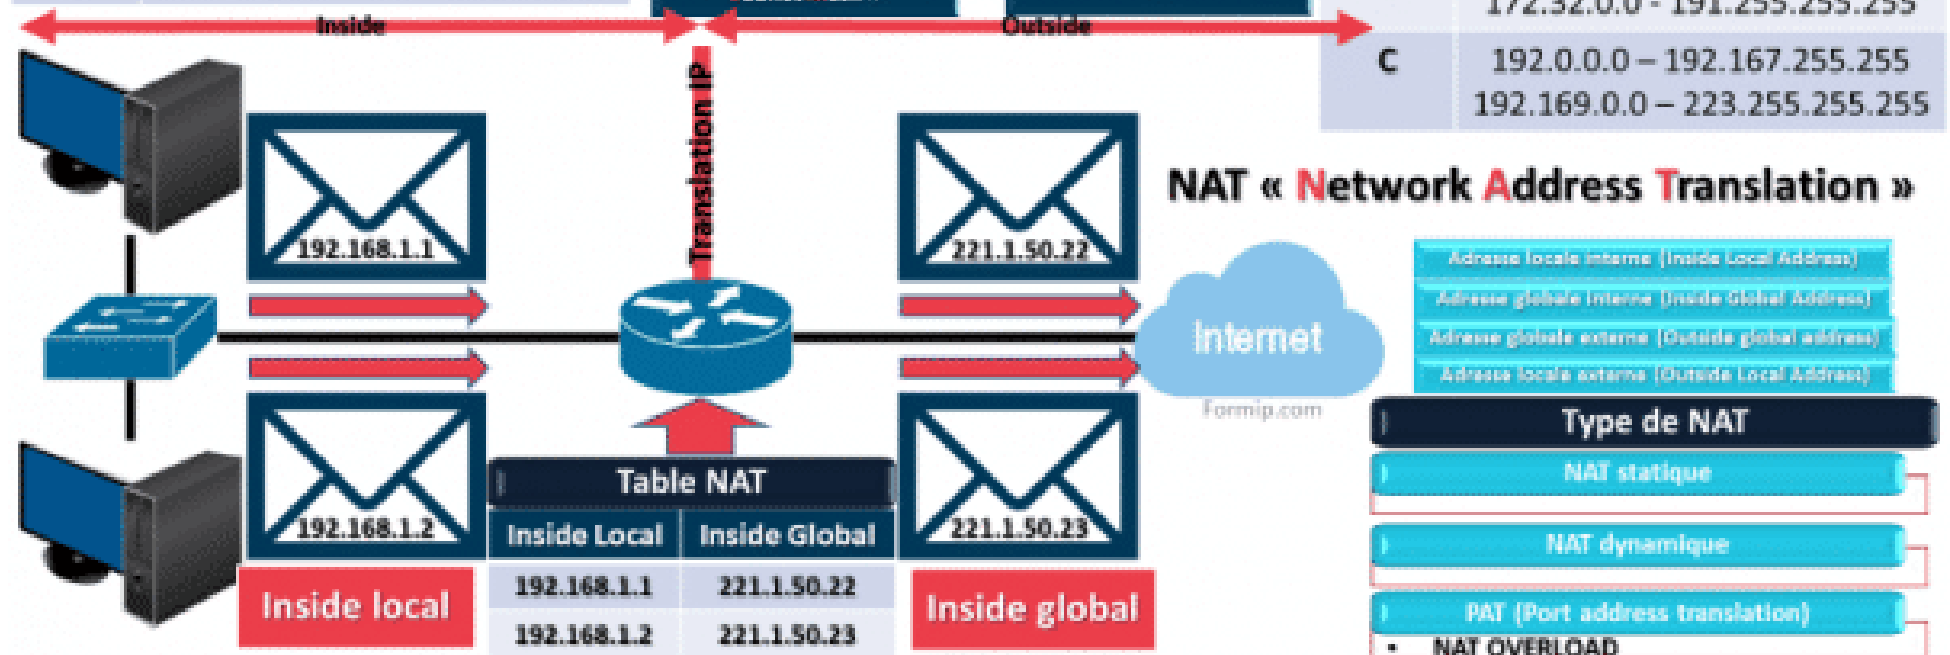 Inside
Outside
172.32.0.0 - 191.255.255.255
C
192.0.0.0 – 192.167.255.255
192.169.0.0 – 223.255.255.255
Translation IP
192.168.1.1
221.1.50.22
NAT « Network Address Translation »
Internet
Formip.com
Adresse locale interne (Inside Local Address)
Adresse globale interne (Inside Global Address)
Adresse globale externe (Outside global address)
Adresse locale externe (Outside Local Address)
192.168.1.2
221.1.50.23
Inside local
Inside global
Table NAT
Inside Local Inside Global
192.168.1.1 221.1.50.22
192.168.1.2 221.1.50.23
Type de NAT
NAT statique
NAT dynamique
PAT (Port address translation)
• NAT OVERLOAD